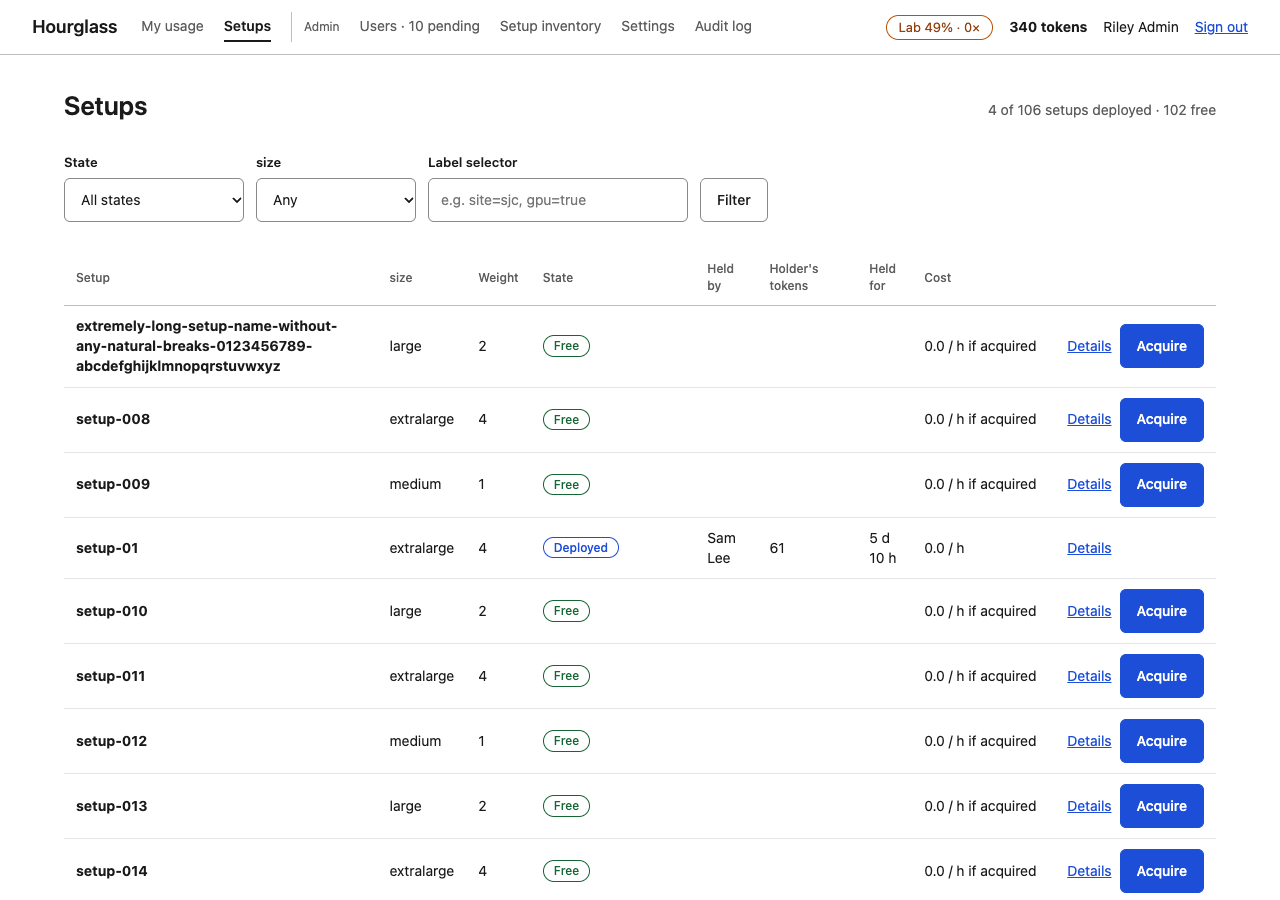 Hourglass My usage Setups Admin Users · 10 pending Setup inventory Settings Audit log Lab 49% · 0× 340 tokens Riley Admin Sign out
Setups
4 of 106 setups deployed · 102 free
State size Label selector
All states Any e.g. site=sjc, gpu=true Filter
Setup size Weight State Held by Holder's tokens Held for Cost
extremely-long-setup-name-without-
any-natural-breaks-0123456789-
abcdefghijklmnopqrstuvwxyz
large 2 Free 0.0 / h if acquired Details Acquire
setup-008 extralarge 4 Free 0.0 / h if acquired Details Acquire
setup-009 medium 1 Free 0.0 / h if acquired Details Acquire
setup-01 extralarge 4 Deployed Sam Lee 61 5 d 10 h 0.0 / h Details
setup-010 large 2 Free 0.0 / h if acquired Details Acquire
setup-011 extralarge 4 Free 0.0 / h if acquired Details Acquire
setup-012 medium 1 Free 0.0 / h if acquired Details Acquire
setup-013 large 2 Free 0.0 / h if acquired Details Acquire
setup-014 extralarge 4 Free 0.0 / h if acquired Details Acquire